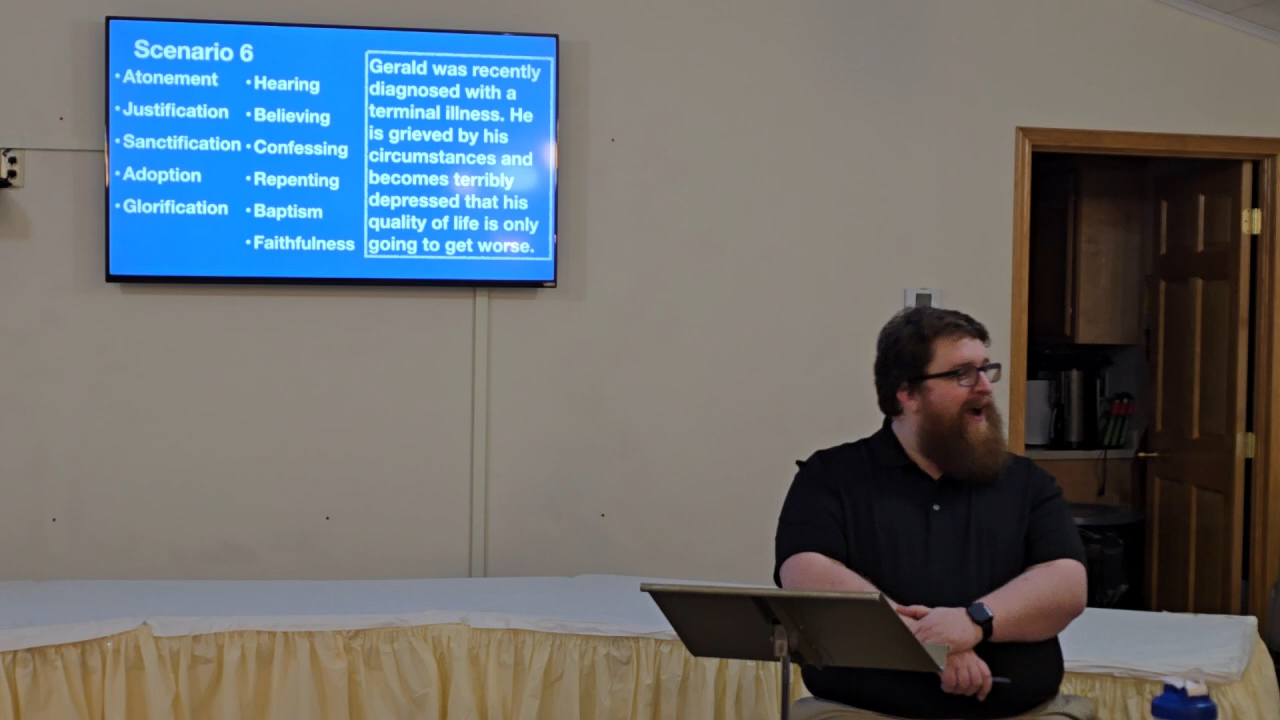 Scenario 6
• Atonement
• Justification
• Sanctification
• Adoption
• Glorification
• Hearing
• Believing
• Confessing
• Repenting
• Baptism
• Faithfulness
Gerald was recently
diagnosed with a
terminal illness. He
is grieved by his
circumstances and
becomes terribly
depressed that his
quality of life is only
going to get worse.